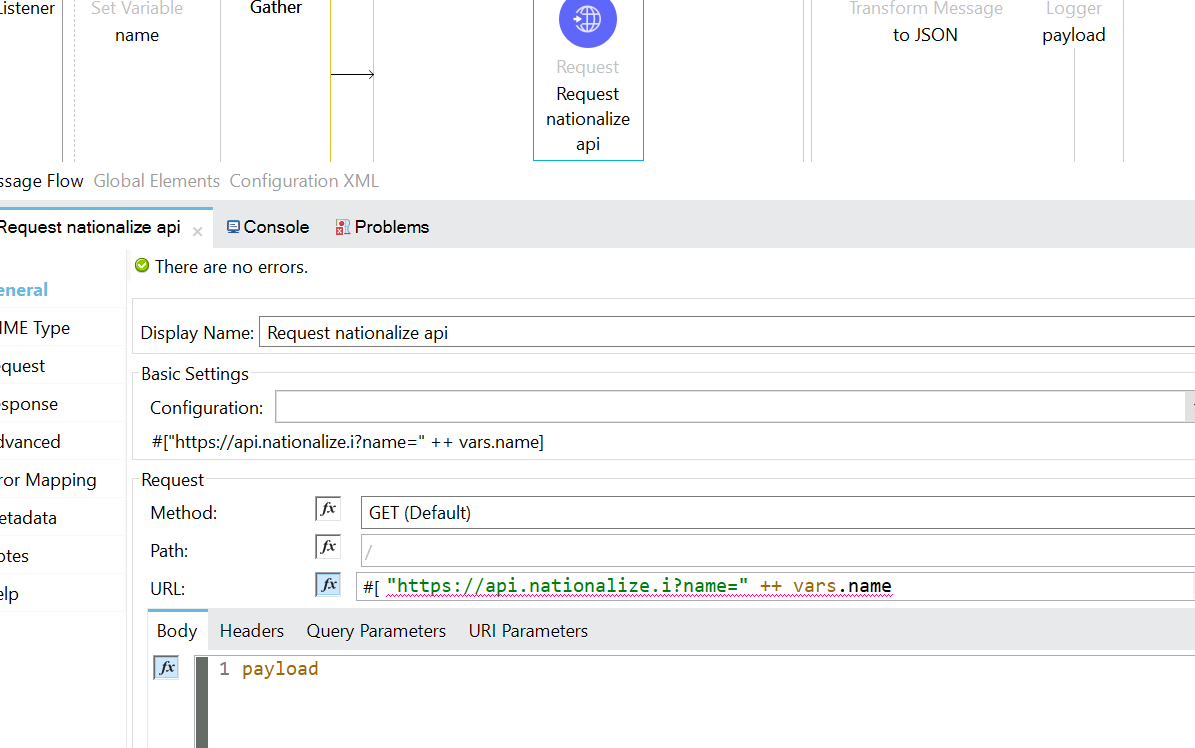 Listener Set Variable Gather Transform Message Logger
name to JSON payload
Request
Request
nationalize
api
ssage Flow Global Elements Configuration XML
Request nationalize api Console Problems
There are no errors.
eneral
IME Type
Display Name: Request nationalize api
quest
Basic Settings
sponse
Configuration:
dvanced
#["https://api.nationalize.i?name=" ++ vars.name]
ror Mapping
Request
etadata
Method: fx GET (Default)
otes
Path: fx /
elp
URL: fx #[ "https://api.nationalize.i?name=" ++ vars.name
Body Headers Query Parameters URI Parameters
fx 1 payload